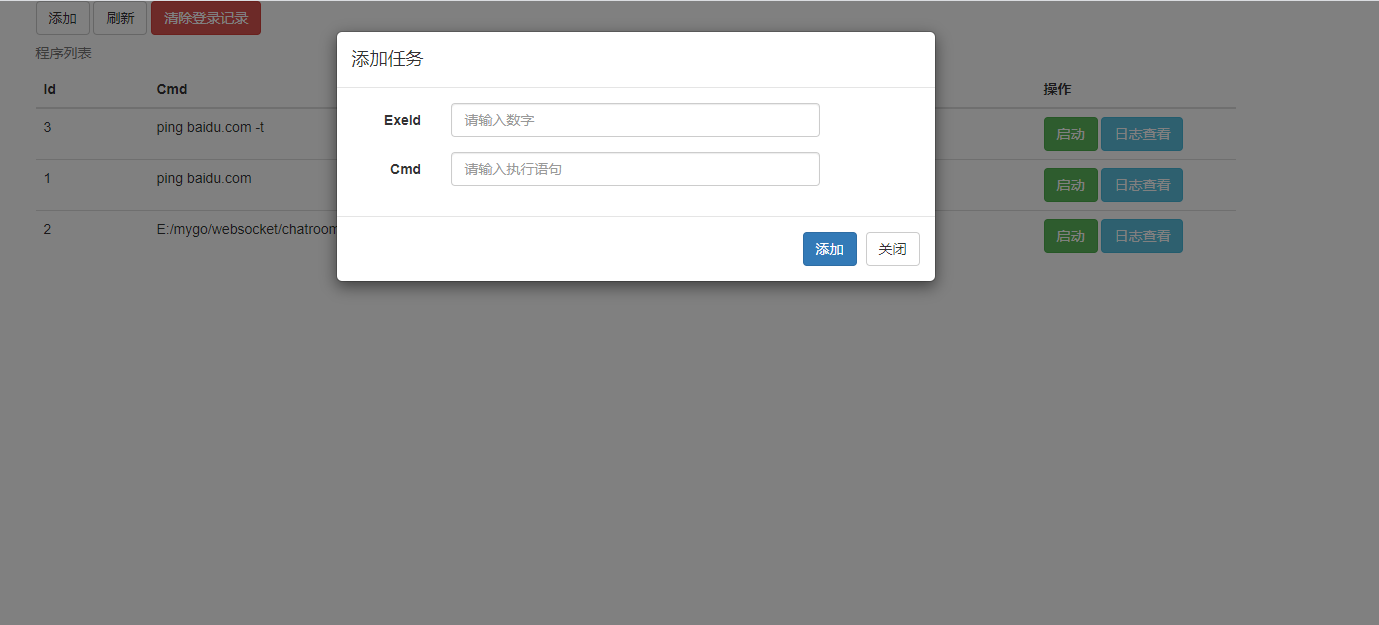 添加 刷新 清除登录记录
程序列表
添加任务
Id Cmd 操作
ExeId 请输入数字
3 ping baidu.com -t 启动 日志查看
Cmd 请输入执行语句
1 ping baidu.com 启动 日志查看
2 E:/mygo/websocket/chatroom 启动 日志查看
添加 关闭